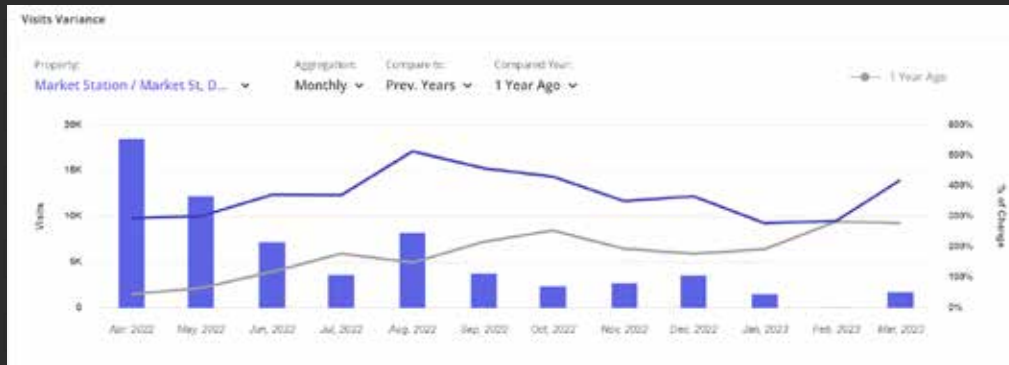 Visits Variance
Property: Aggregation: Compare to: Compared Year:
Market Station / Market St, D... Monthly Prev. Years 1 Year Ago
1 Year Ago
20K 600%
500%
15K
400%
10K 300%
200%
5K
100%
0 0%
Visits
% of Change
Apr, 2022 May, 2022 Jun, 2022 Jul, 2022 Aug, 2022 Sep, 2022 Oct, 2022 Nov, 2022 Dec, 2022 Jan, 2023 Feb, 2023 Mar, 2023